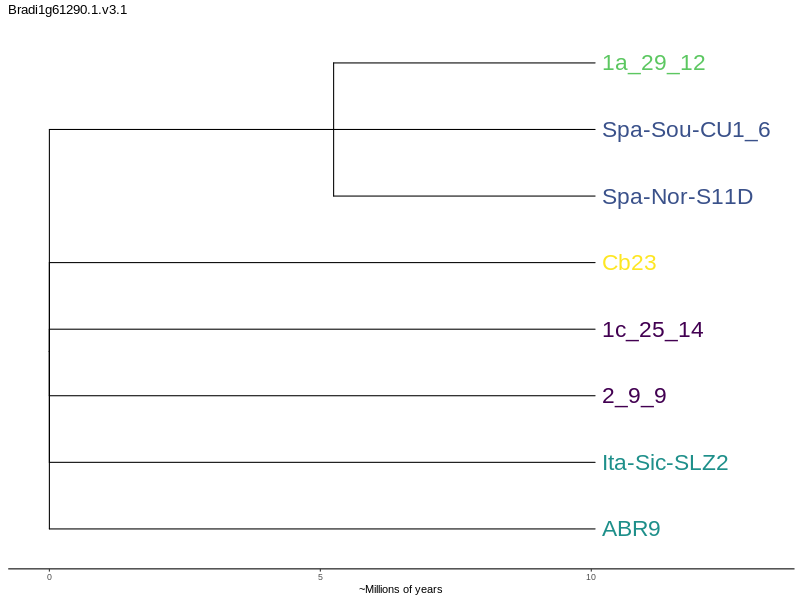 Bradi1g61290.1.v3.1
1a_29_12
Spa-Sou-CU1_6
Spa-Nor-S11D
Cb23
1c_25_14
2_9_9
Ita-Sic-SLZ2
ABR9
0 5 10
~Millions of years